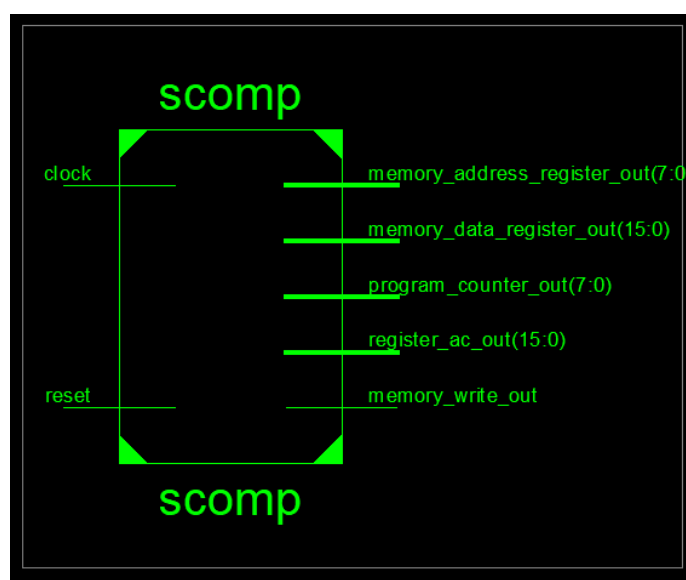 scomp
clock
memory_address_register_out(7:0
memory_data_register_out(15:0)
program_counter_out(7:0)
register_ac_out(15:0)
reset
memory_write_out
scomp